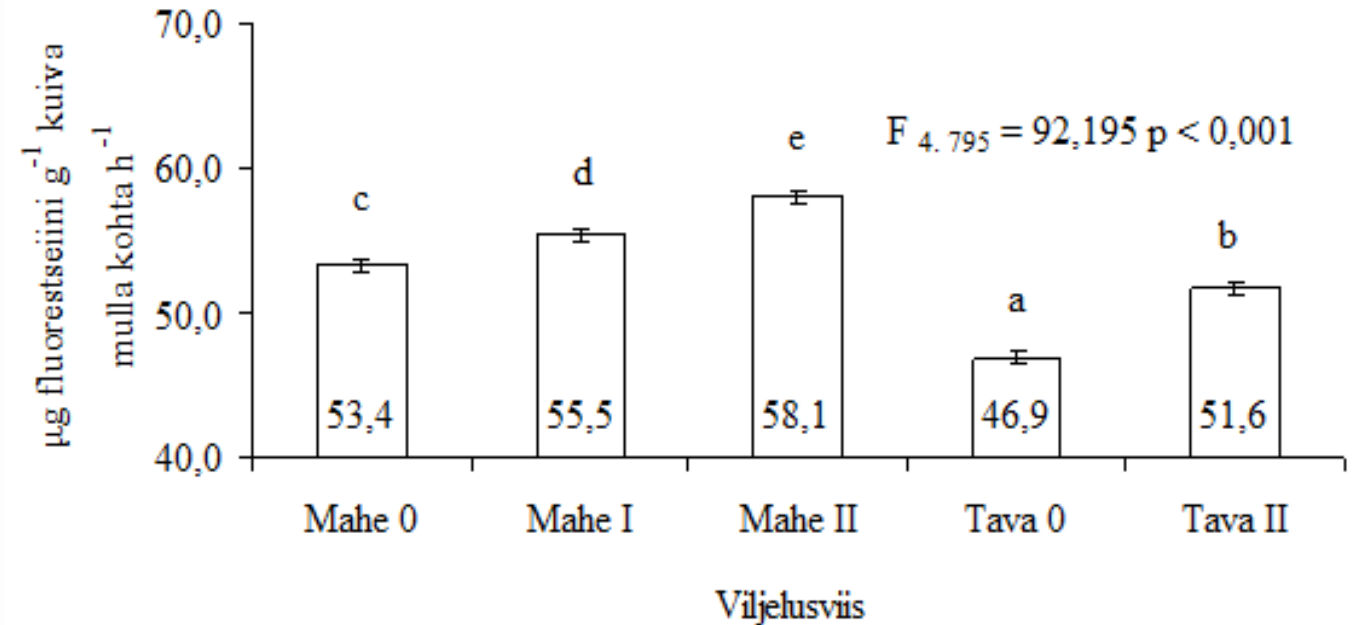 µg fluorestseiini g⁻¹ kuiva
mulla kohta h⁻¹
70,0
60,0
50,0
40,0
F 4. 795 = 92,195 p < 0,001
c
d
e
a
b
53,4
55,5
58,1
46,9
51,6
Mahe 0
Mahe I
Mahe II
Tava 0
Tava II
Viljelusviis